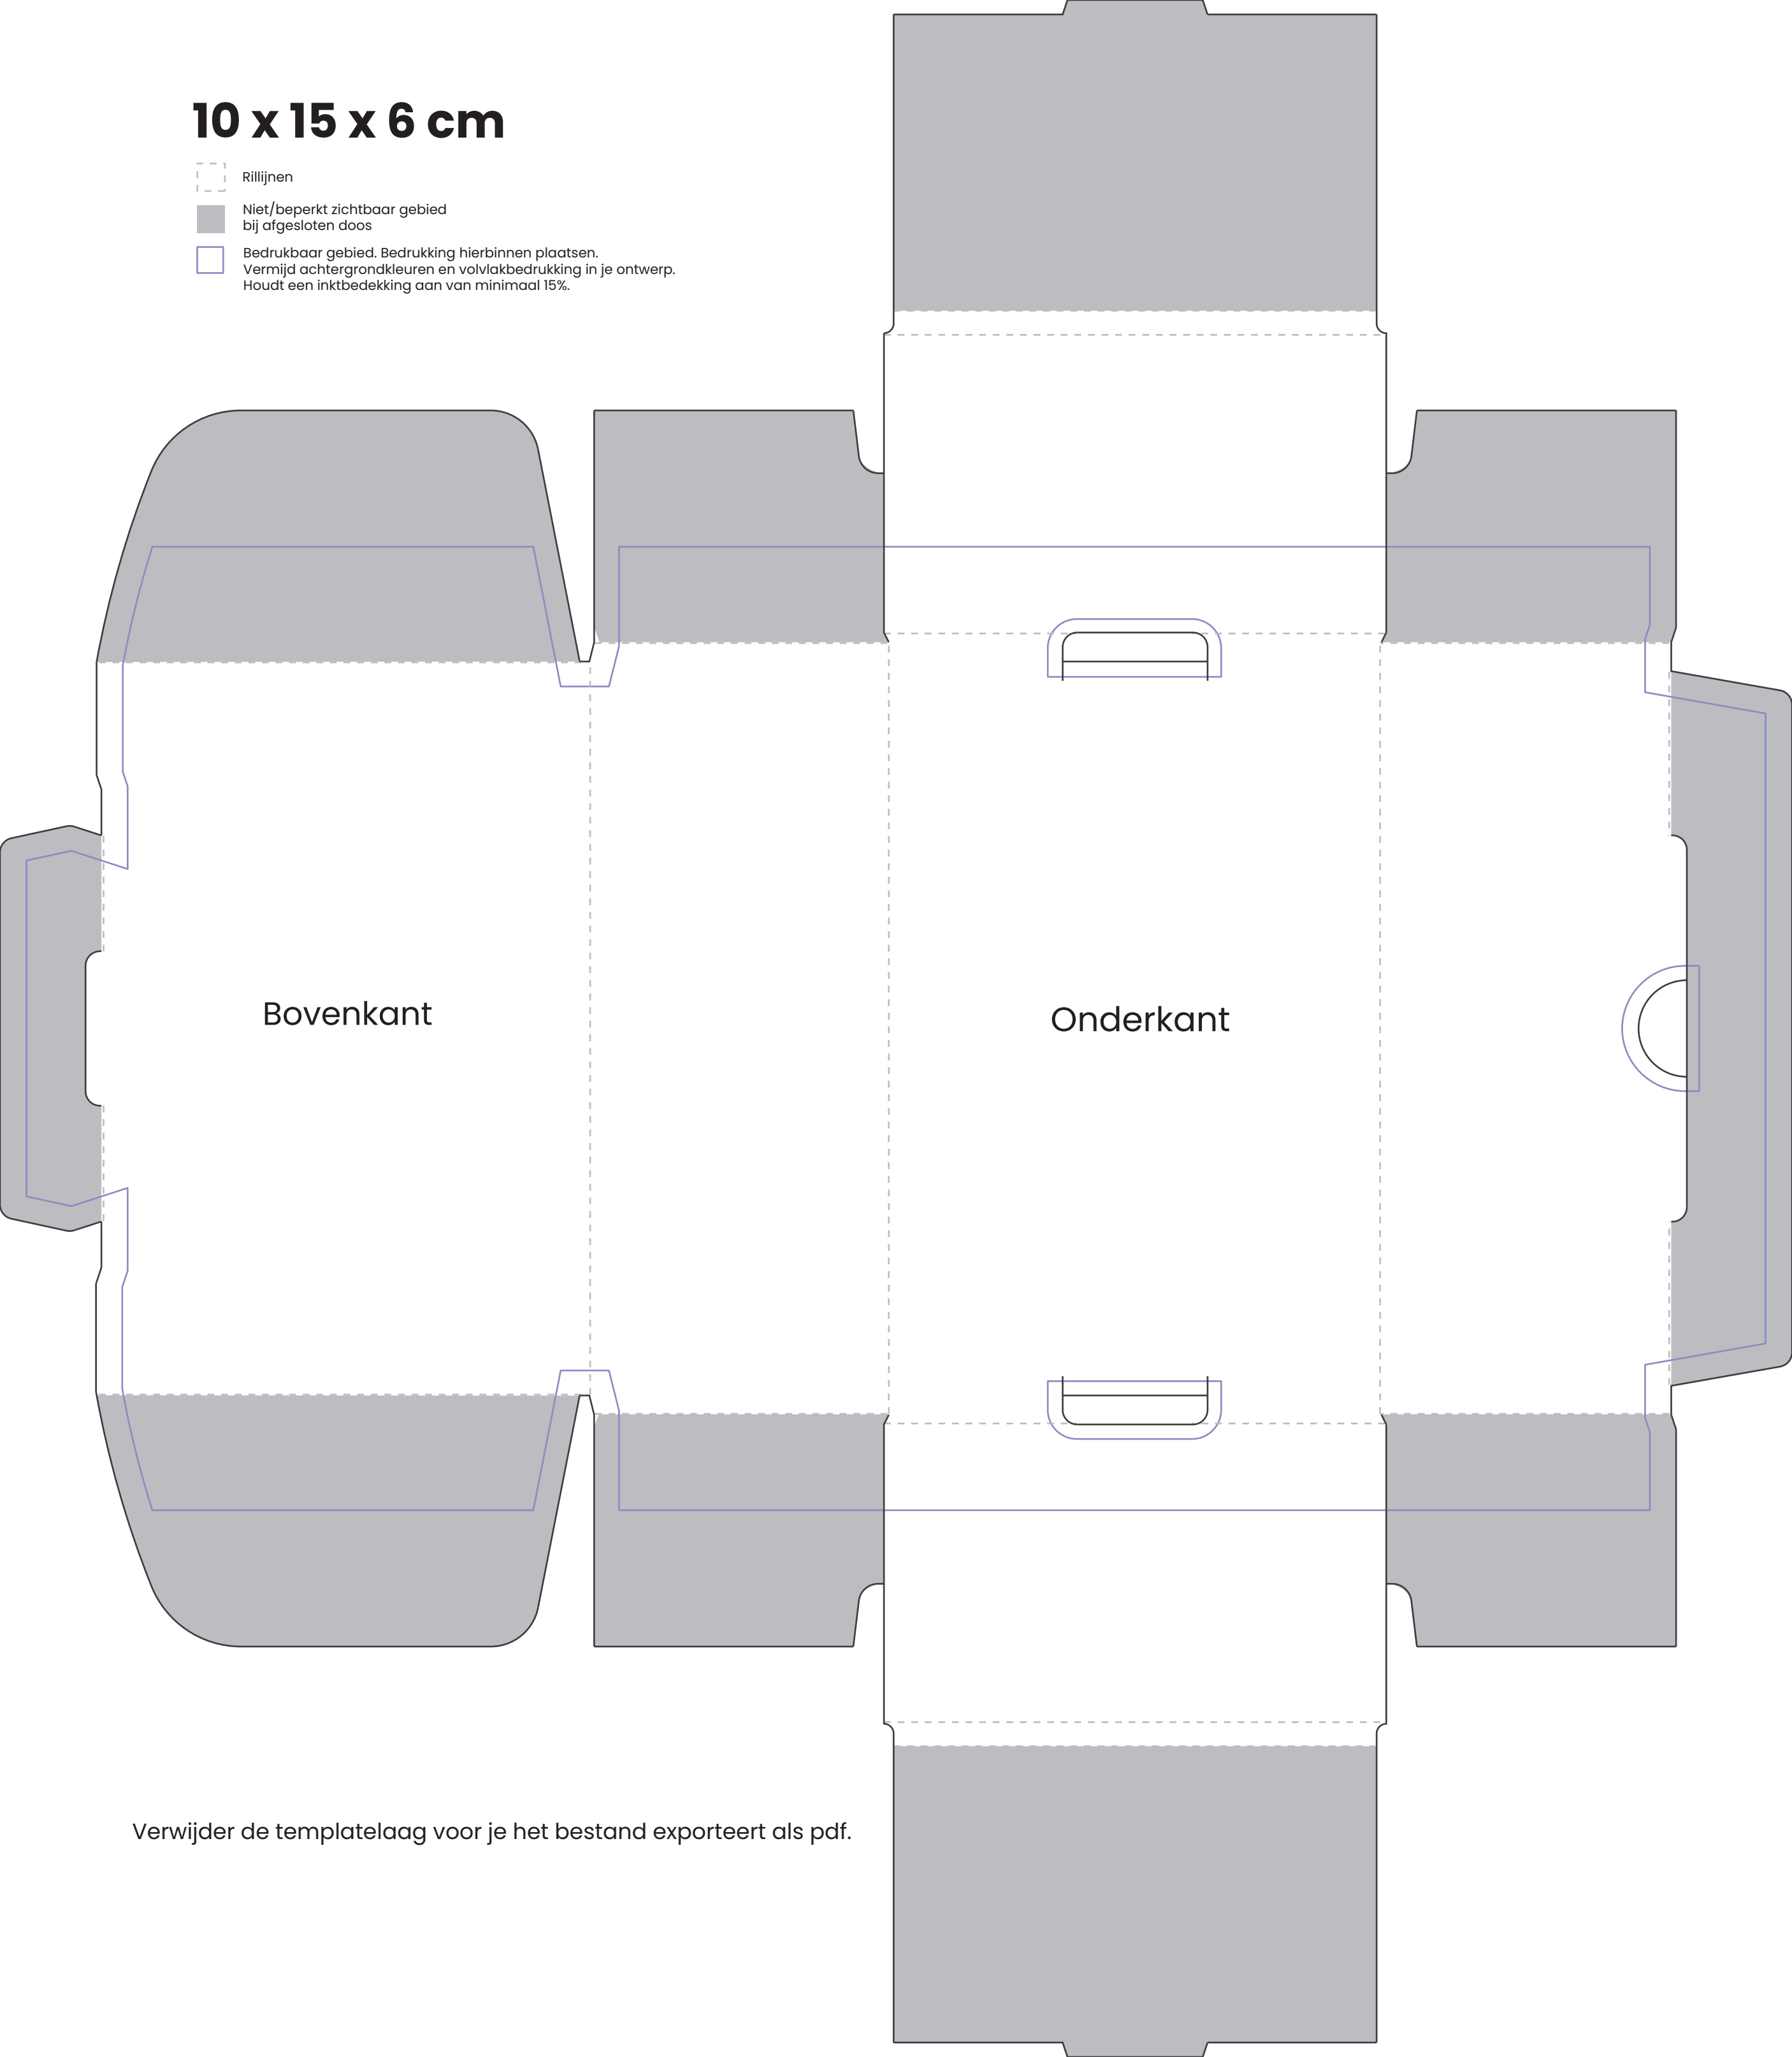 10 x 15 x 6 cm
Rillijnen
Niet/beperkt zichtbaar gebied
bij afgesloten doos
Bedrukbaar gebied. Bedrukking hierbinnen plaatsen.
Vermijd achtergrondkleuren en volvlakbedrukking in je ontwerp.
Houdt een inktbedekking aan van minimaal 15%.
Bovenkant
Onderkant
Verwijder de templatelaag voor je het bestand exporteert als pdf.